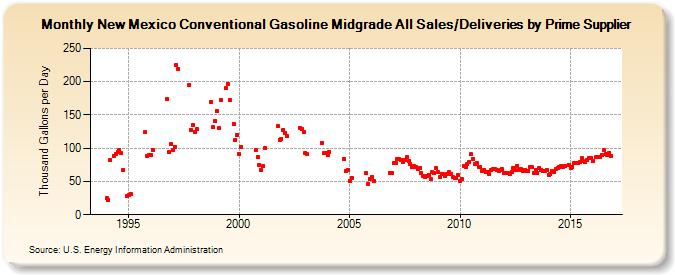 Monthly New Mexico Conventional Gasoline Midgrade All Sales/Deliveries by Prime Supplier
Thousand Gallons per Day
250
200
150
100
50
0
1995 2000 2005 2010 2015
Source: U.S. Energy Information Administration